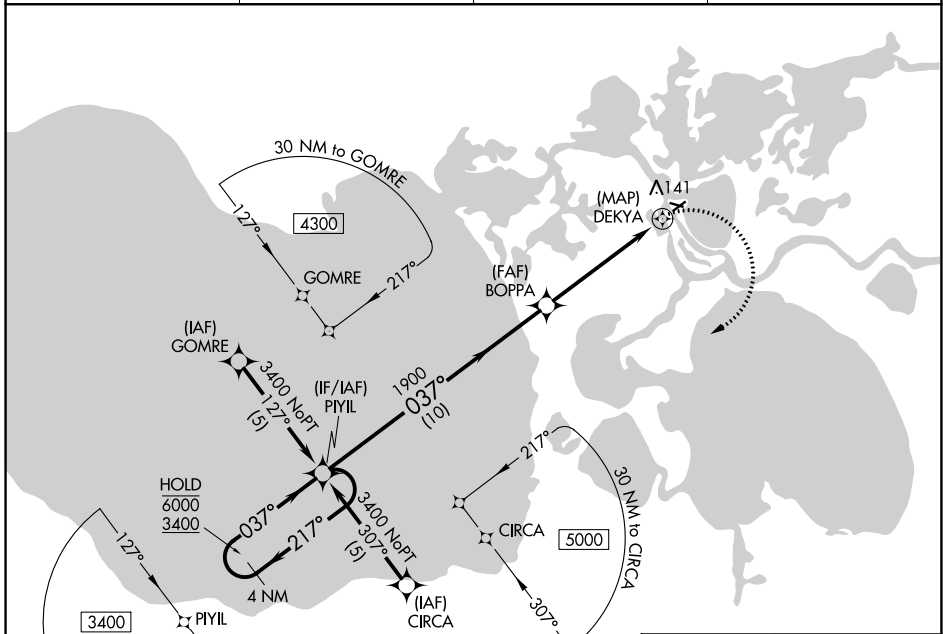 30 NM to GOMRE
127°
4300
217°
GOMRE
(MAP)
DEKYA
141
(FAF)
BOPPA
(IAF)
GOMRE
3400 NoPT
127°
(5)
(IF/IAF)
PIYIL
1900
037°
(10)
HOLD
6000
3400
037°
217°
4 NM
3400 NoPT
307°
(5)
(IAF)
CIRCA
217°
CIRCA
5000
30 NM to CIRCA
307°
127°
3400
PIYIL